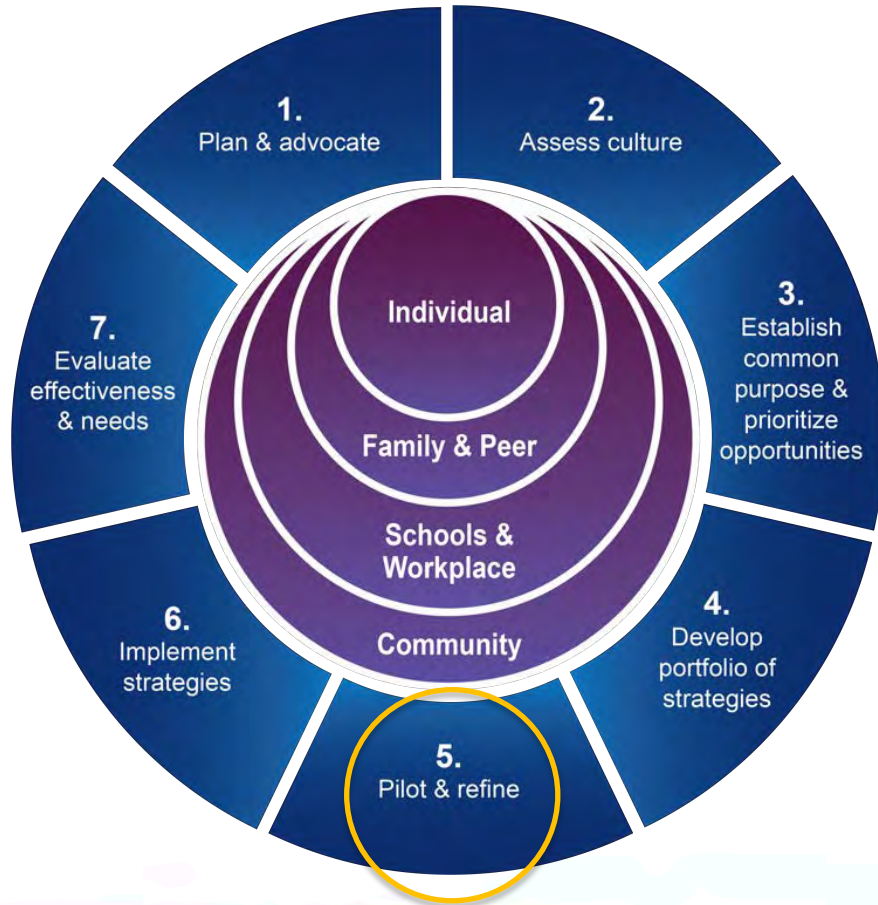 1.
Plan & advocate
2.
Assess culture
3.
Establish
common
purpose &
prioritize
opportunities
4.
Develop
portfolio of
strategies
5.
Pilot & refine
6.
Implement
strategies
7.
Evaluate
effectiveness
& needs
Individual
Family & Peer
Schools &
Workplace
Community